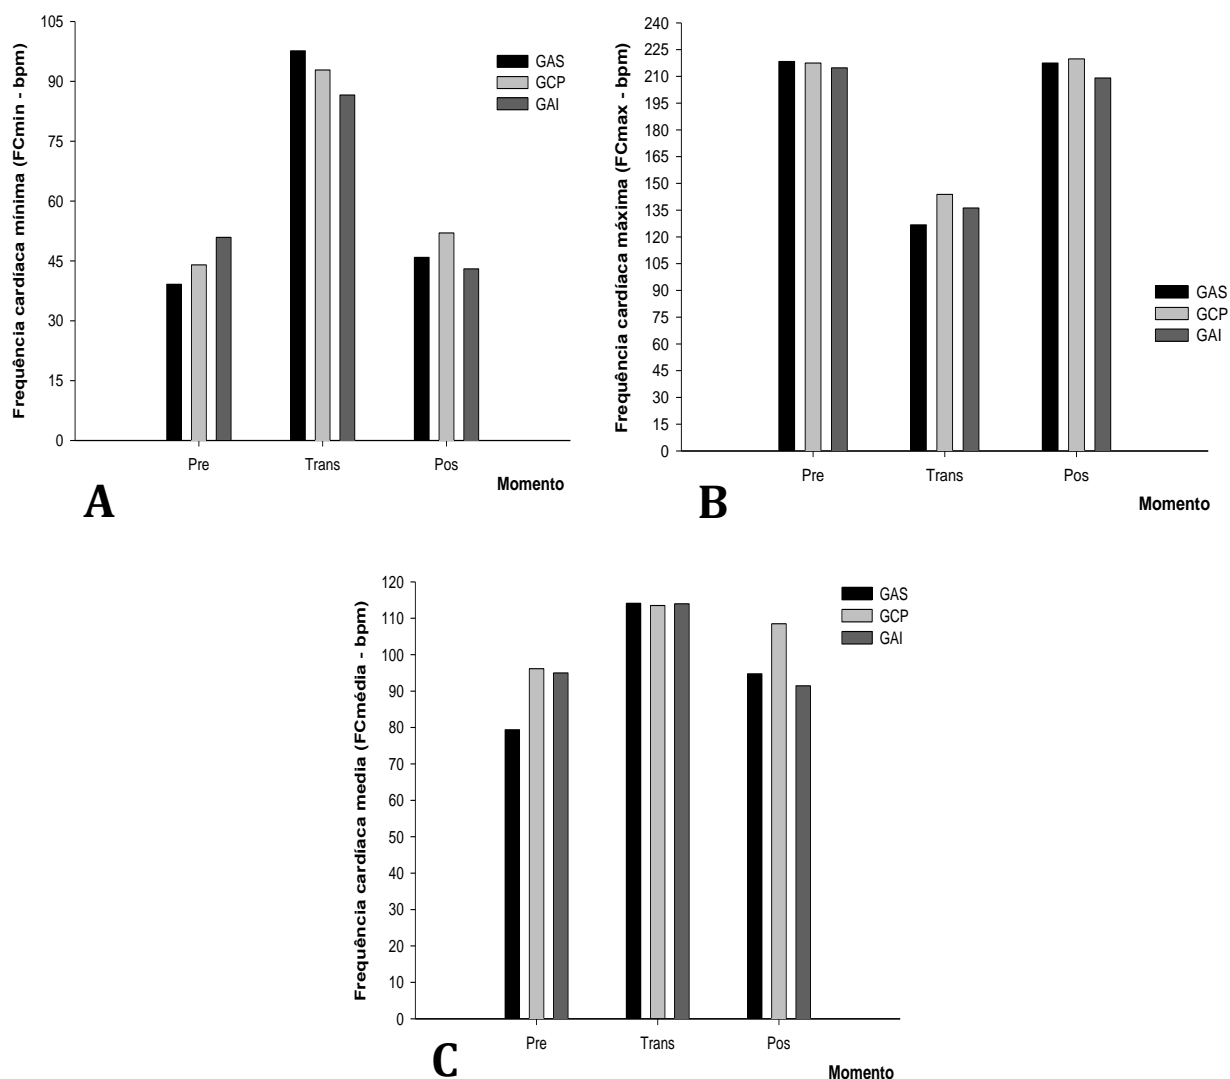 Frequência cardíaca mínima (FCmin - bpm)
105
90
75
60
45
30
15
0
GAS
GCP
GAI
Pre Trans Pos
Momento
A
Frequência cardíaca máxima (FCmax - bpm)
240
225
210
195
180
165
150
135
120
105
90
75
60
45
30
15
0
GAS
GCP
GAI
Pre Trans Pos
Momento
B
Frequência cardíaca media (FCmédia - bpm)
120
110
100
90
80
70
60
50
40
30
20
10
0
GAS
GCP
GAI
Pre Trans Pos
Momento
C